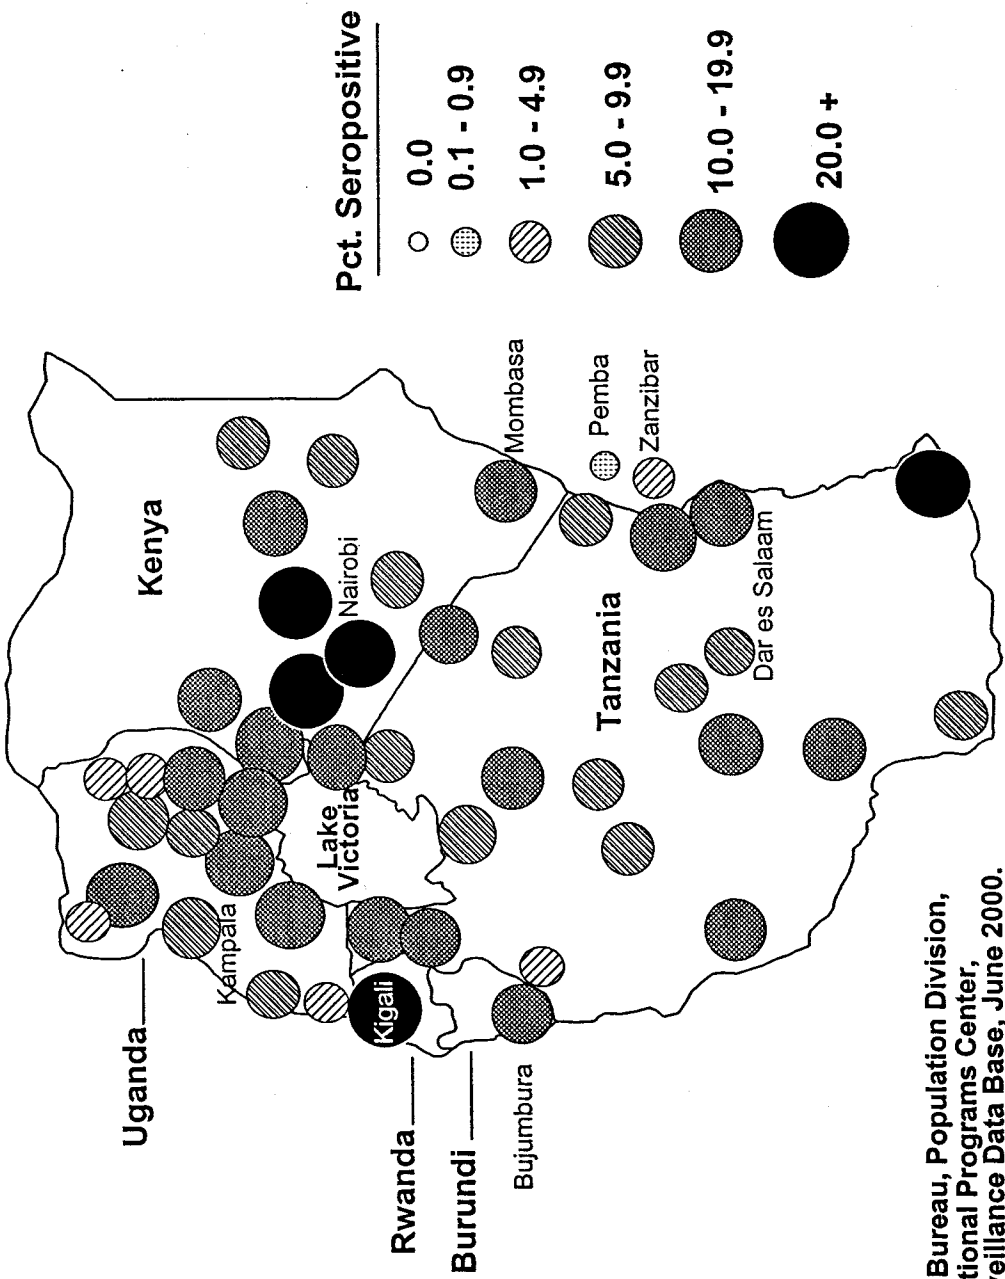 Uganda
Kenya
Kampala
Lake
Victoria
Nairobi
Kigali
Rwanda
Burundi
Mombasa
Bujumbura
Pemba
Tanzania
Zanzibar
Dar es Salaam
Pct. Seropositive
0.0
0.1 - 0.9
1.0 - 4.9
5.0 - 9.9
10.0 - 19.9
20.0 +
Bureau, Population Division,
tional Programs Center,
veillance Data Base, June 2000.